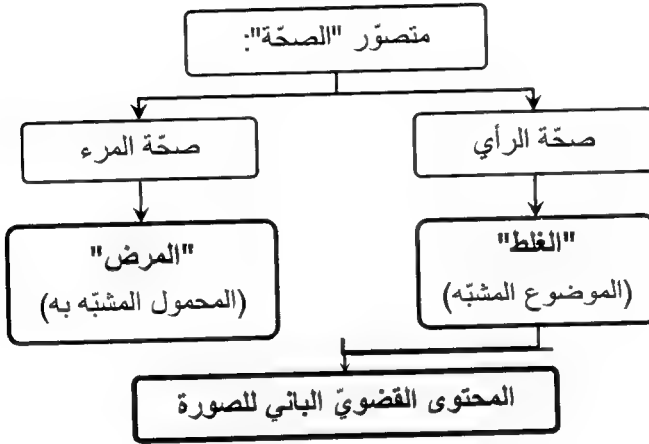 متصوّر "الصحّة":
صحّة الرأي
صحّة المرء
"الغلط"
(الموضوع المشبّه)
"المرض"
(المحمول المشبّه به)
المحتوى القضويّ الباني للصورة